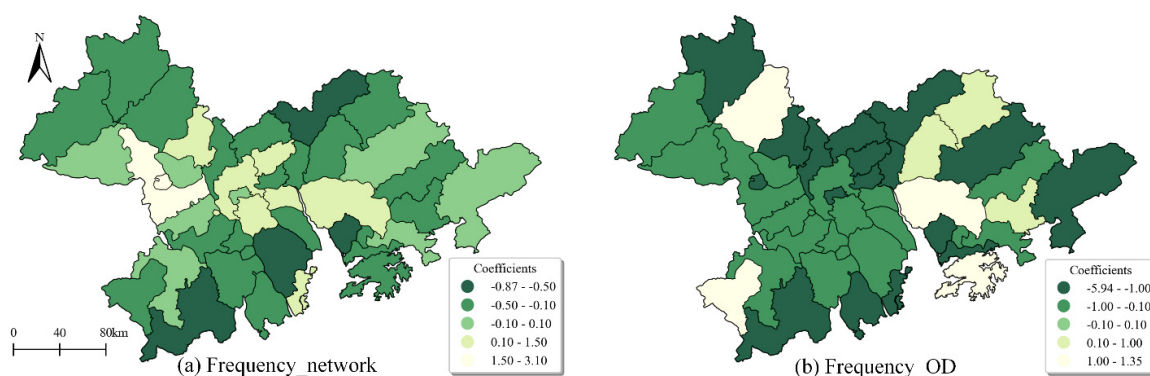 N
Coefficients
-0.87 - -0.50
-0.50 - -0.10
-0.10 - 0.10
0.10 - 1.50
1.50 - 3.10
0 40 80km
(a) Frequency_network
Coefficients
-5.94 - -1.00
-1.00 - -0.10
-0.10 - 0.10
0.10 - 1.00
1.00 - 1.35
(b) Frequency_OD